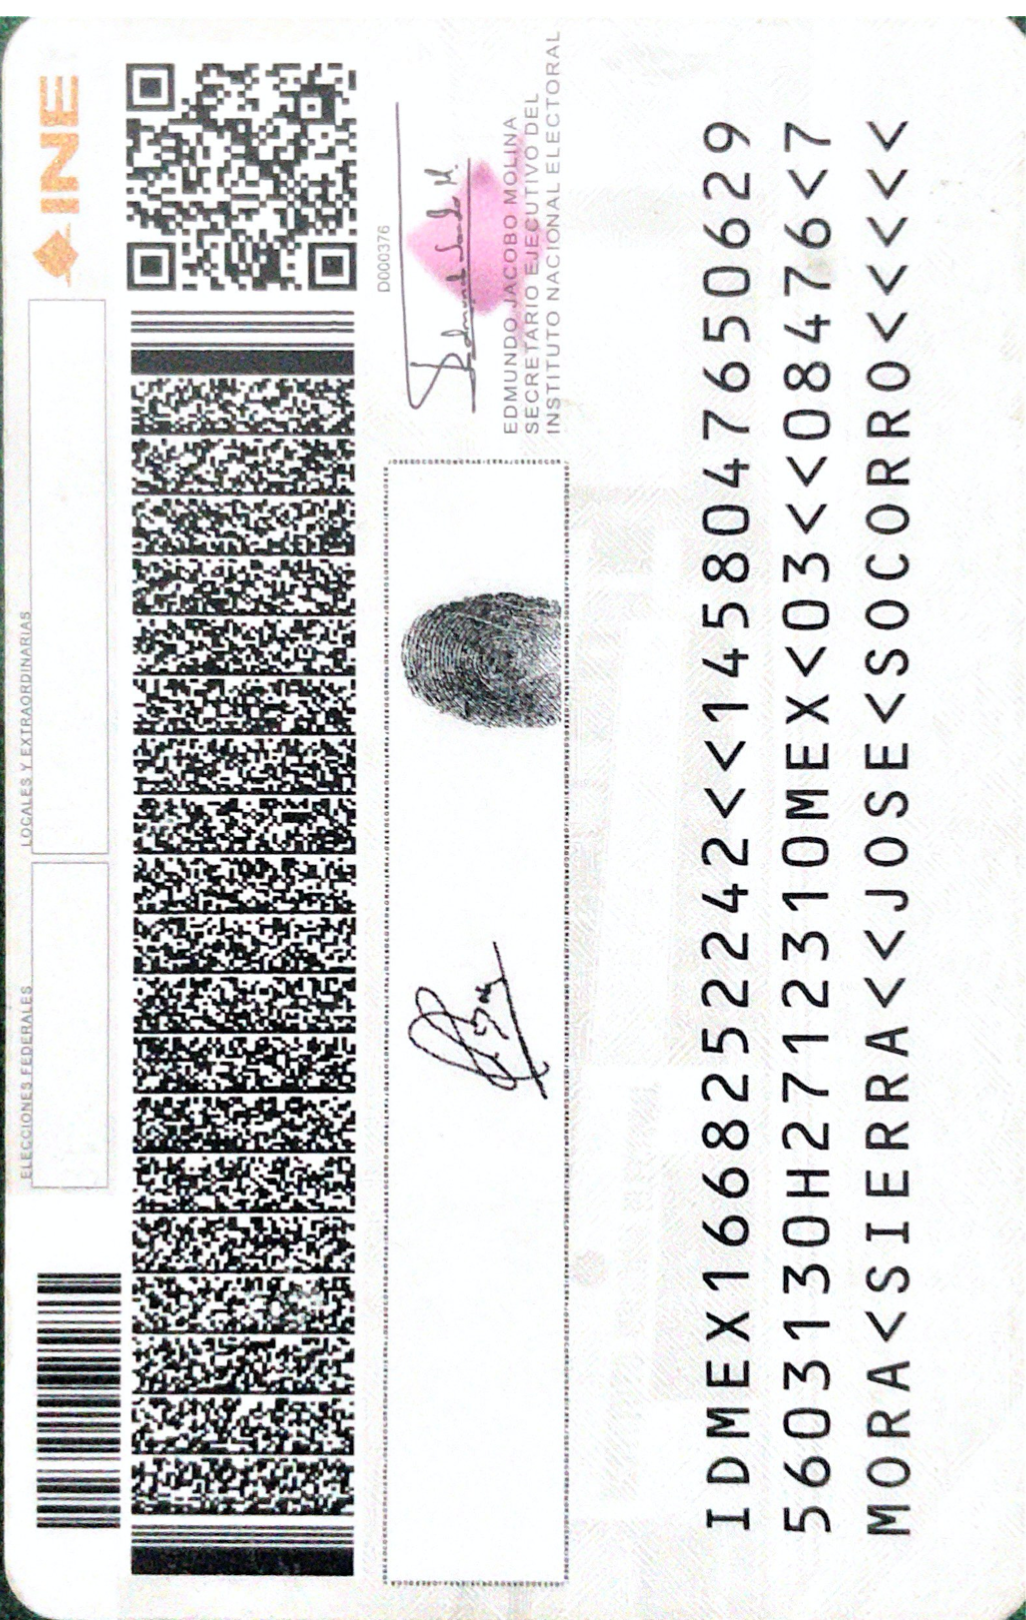 ELECCIONES FEDERALES
LOCALES Y EXTRAORDINARIAS
INE
D000376
EDMUNDO JACOBO MOLINA
SECRETARIO EJECUTIVO DEL
INSTITUTO NACIONAL ELECTORAL
IDMEX1668252242<<1458047650629
5603130H2712310MEX<03<<08476<7
MORA<SIERRA<<JOSE<SOCORRO<<<<<